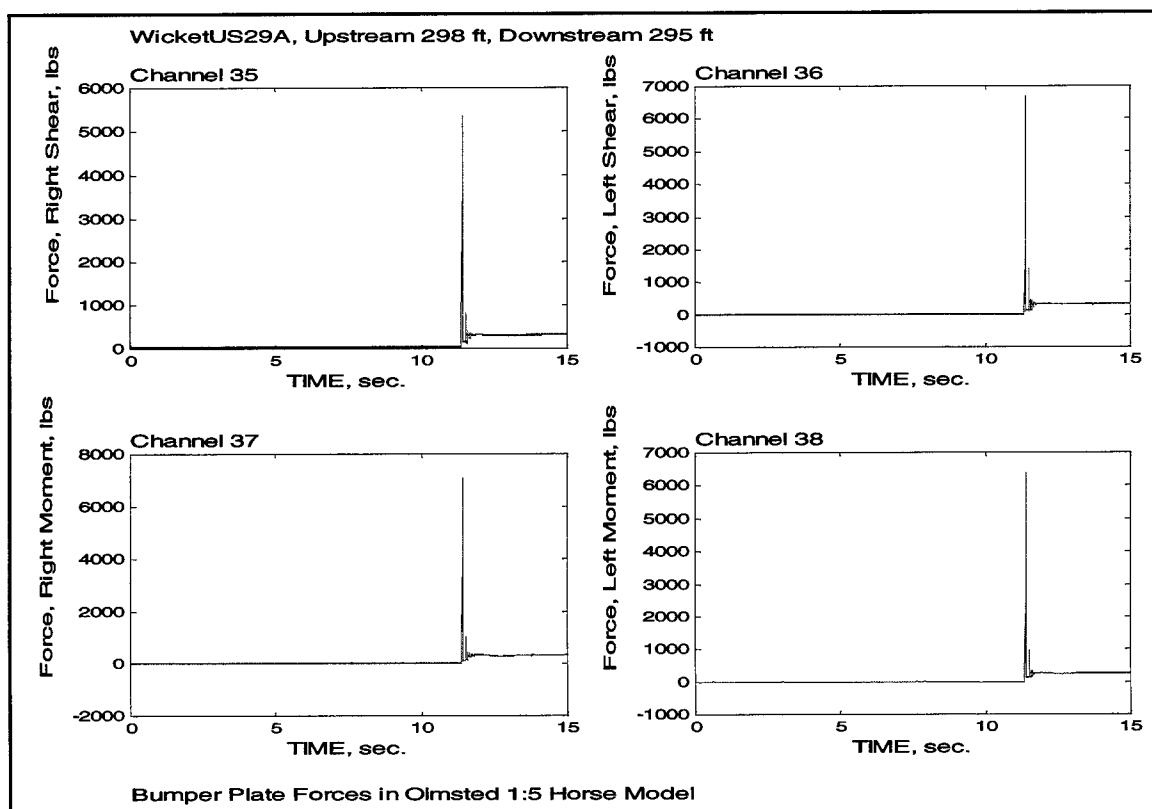 WicketUS29A, Upstream 298 ft, Downstream 295 ft
Channel 35
Force, Right Shear, lbs
6000
5000
4000
3000
2000
1000
0
0 5 10 15
TIME, sec.
Channel 36
Force, Left Shear, lbs
7000
6000
5000
4000
3000
2000
1000
0
-1000
0 5 10 15
TIME, sec.
Channel 37
Force, Right Moment, lbs
8000
6000
4000
2000
0
-2000
0 5 10 15
TIME, sec.
Channel 38
Force, Left Moment, lbs
7000
6000
5000
4000
3000
2000
1000
0
-1000
0 5 10 15
TIME, sec.
Bumper Plate Forces in Olmsted 1:5 Horse Model